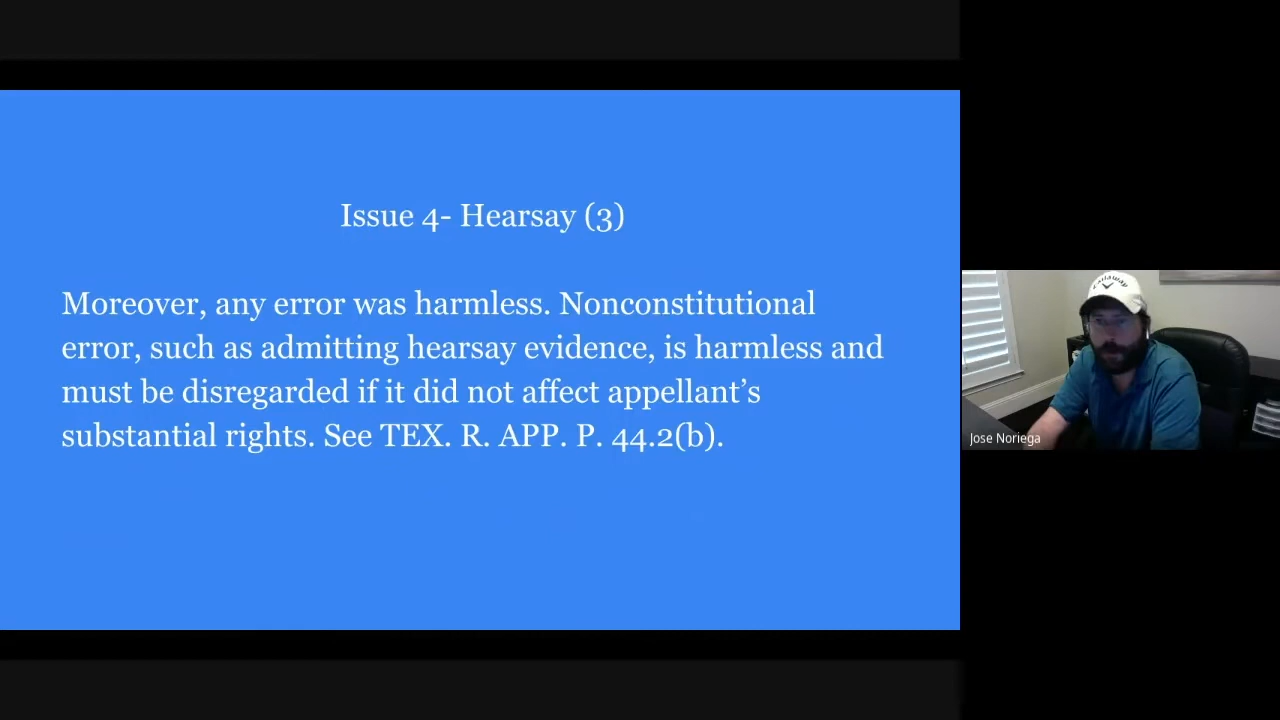 Issue 4- Hearsay (3)
Moreover, any error was harmless. Nonconstitutional
error, such as admitting hearsay evidence, is harmless and
must be disregarded if it did not affect appellant’s
substantial rights. See TEX. R. APP. P. 44.2(b).
Callaway
Jose Noriega